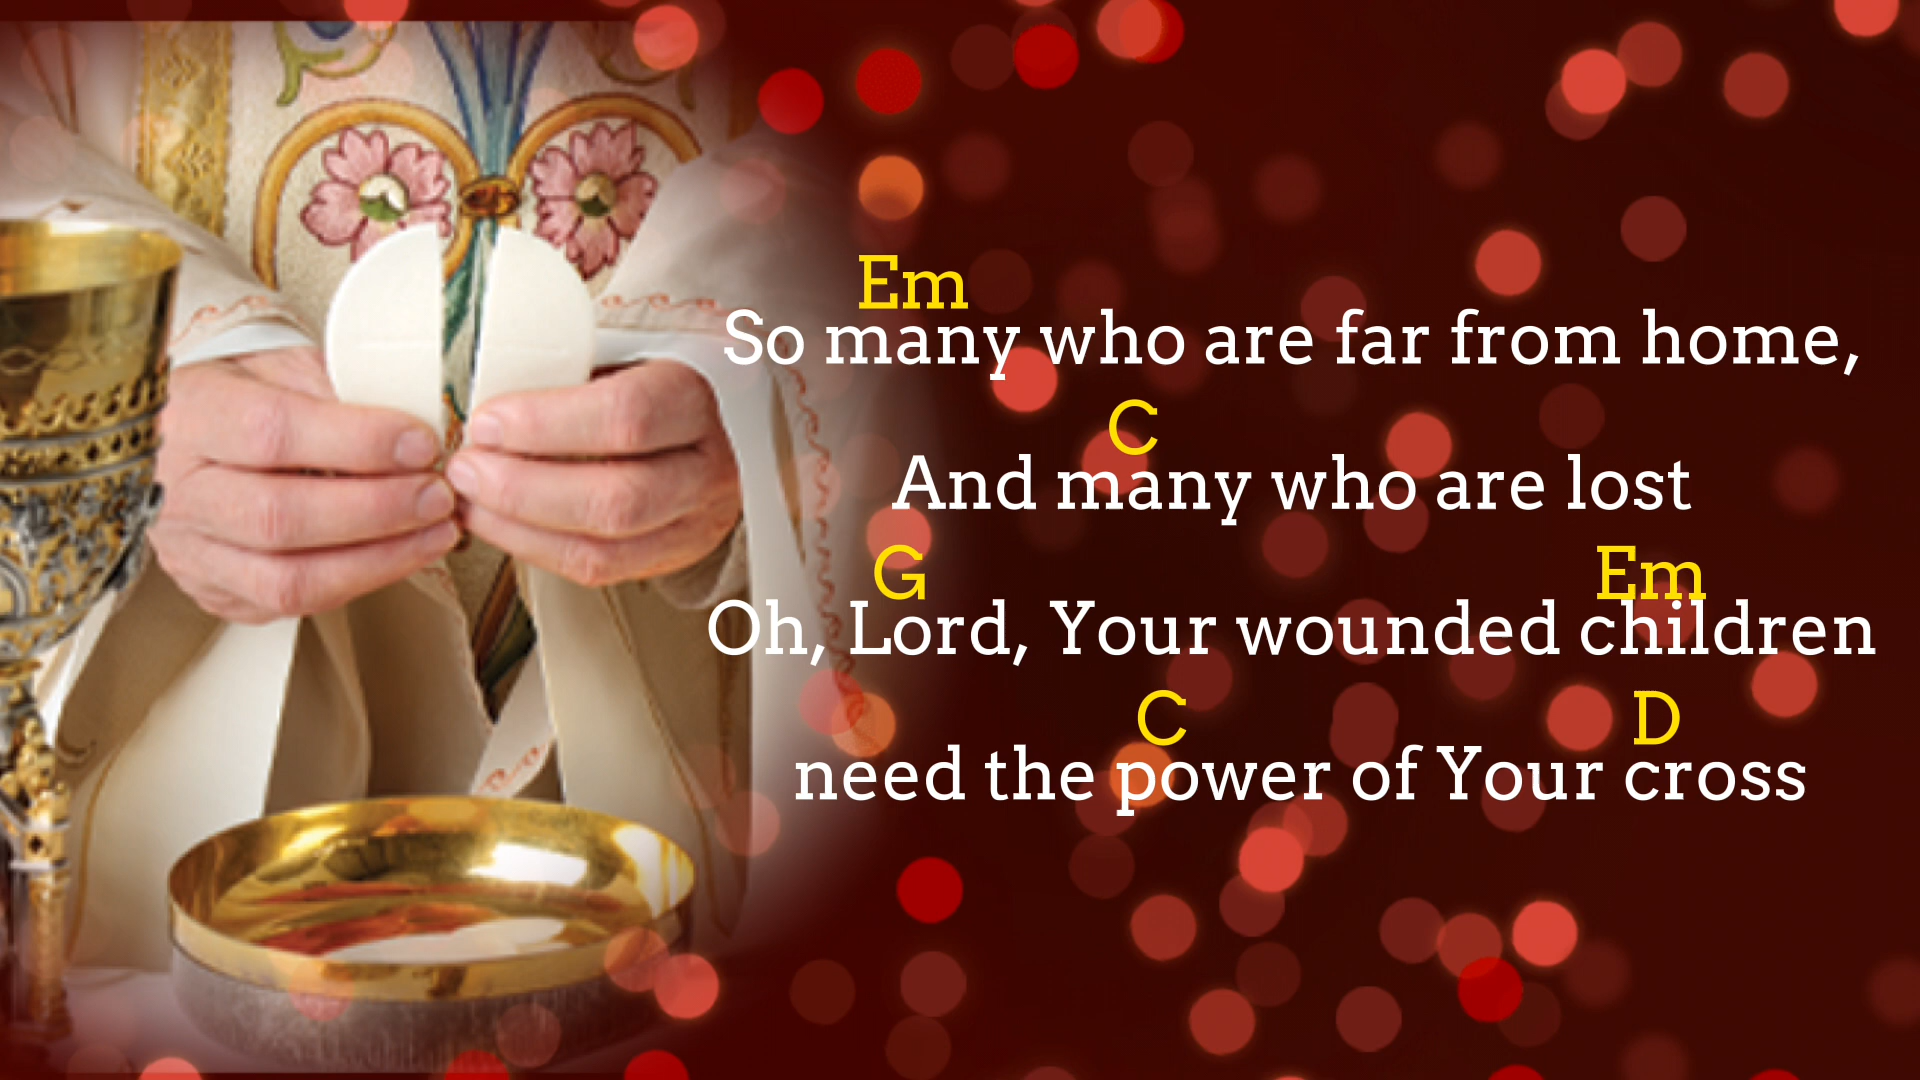 Em
So many who are far from home,
C
And many who are lost
G Em
Oh, Lord, Your wounded children
C D
need the power of Your cross